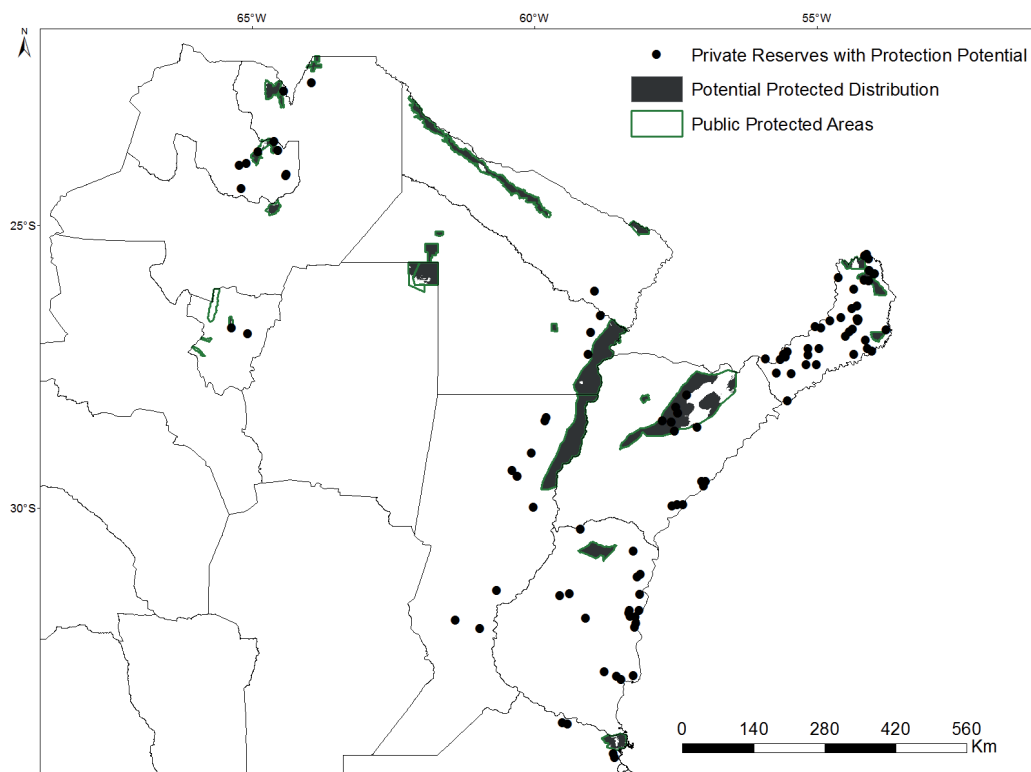 65°W
60°W
55°W
N
Private Reserves with Protection Potential
Potential Protected Distribution
Public Protected Areas
25°S
30°S
0 140 280 420 560
Km